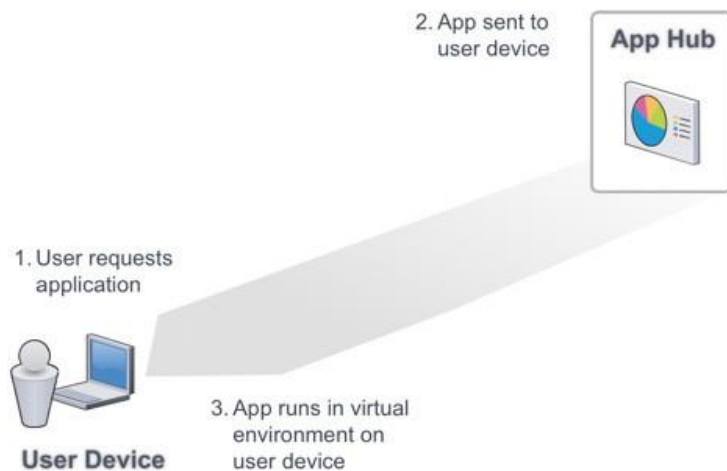 2. App sent to
user device
App Hub
1. User requests
application
3. App runs in virtual
environment on
user device
User Device